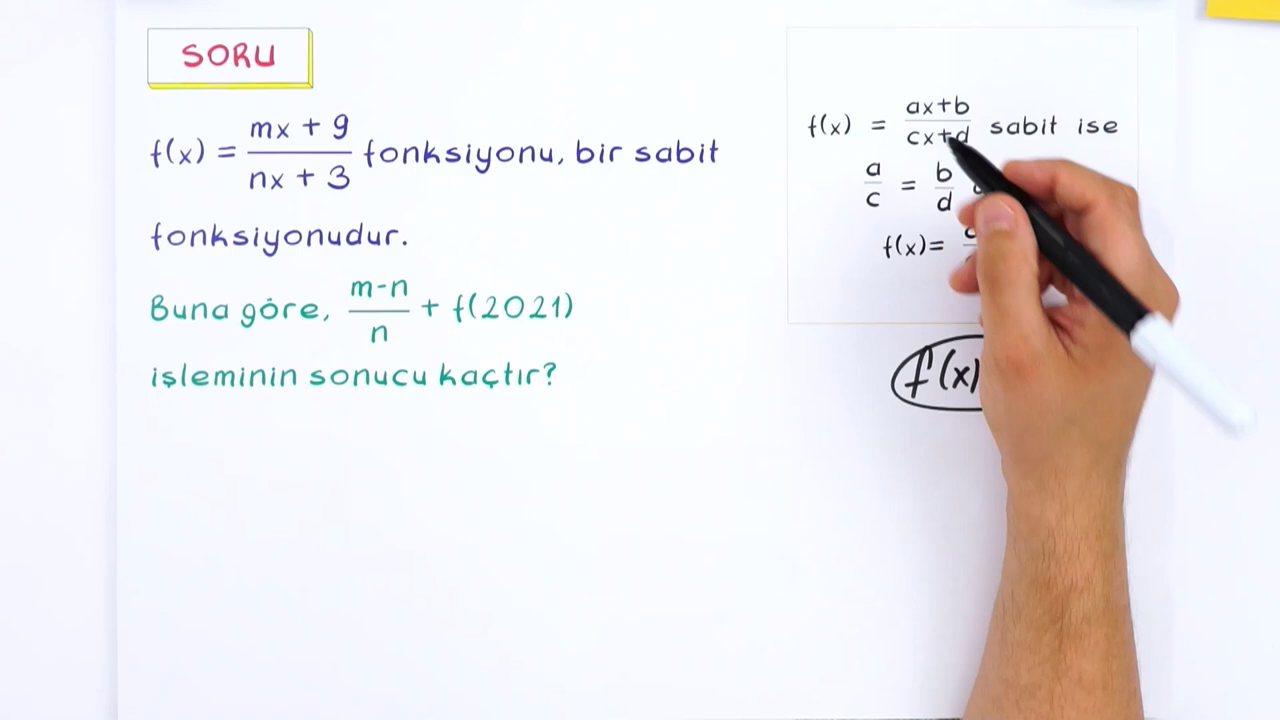 SORU
f(x) = mx + 9 / nx + 3 fonksiyonu, bir sabit
fonksiyonudur.
Buna göre, m-n / n + f(2021)
işleminin sonucu kaçtır?
f(x) = ax+b / cx+d sabit ise
a/c = b/d
f(x)=
f(x)